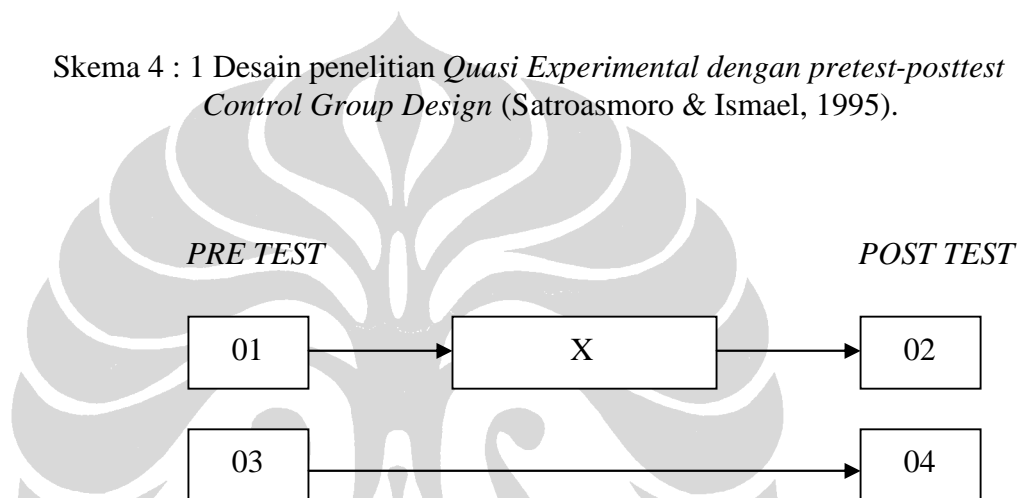 Skema 4 : 1 Desain penelitian Quasi Experimental dengan pretest-posttest
Control Group Design (Satroasmoro & Ismael, 1995).
PRE TEST POST TEST
01 X 02
03 04